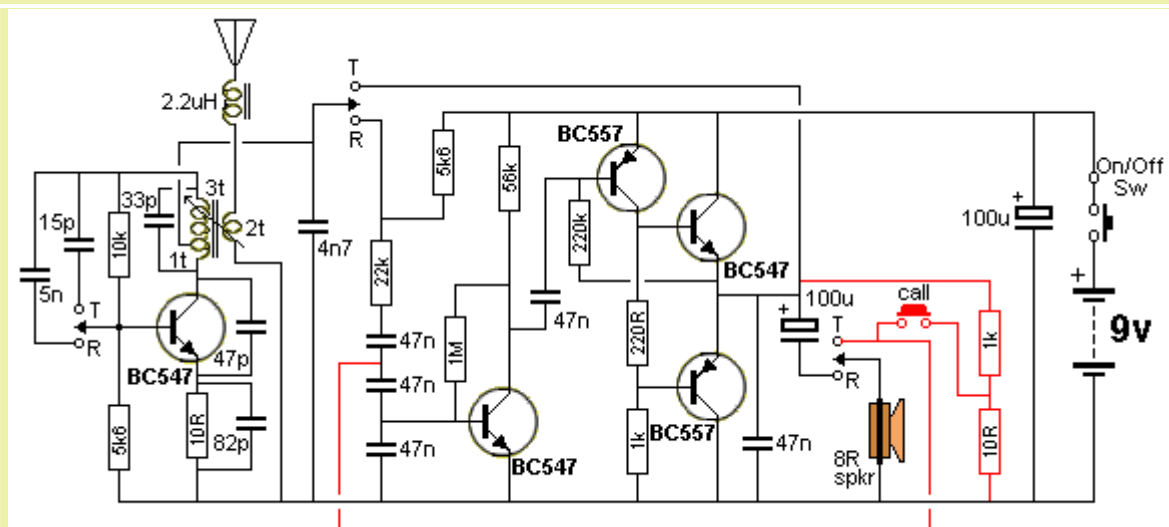 T
2.2uH
R
BC557
5k6
56k
On/Off
Sw
3t
33p
15p
10k
2t
4n7
220k
100u
+
5n
1t
22k
BC547
T
R
47n
220R
100u
+
call
T
1k
+
9v
47p
BC547
47n
1M
R
47n
BC557
10R
82p
5k6
47n
BC547
1k
47n
8R
spkr
10R